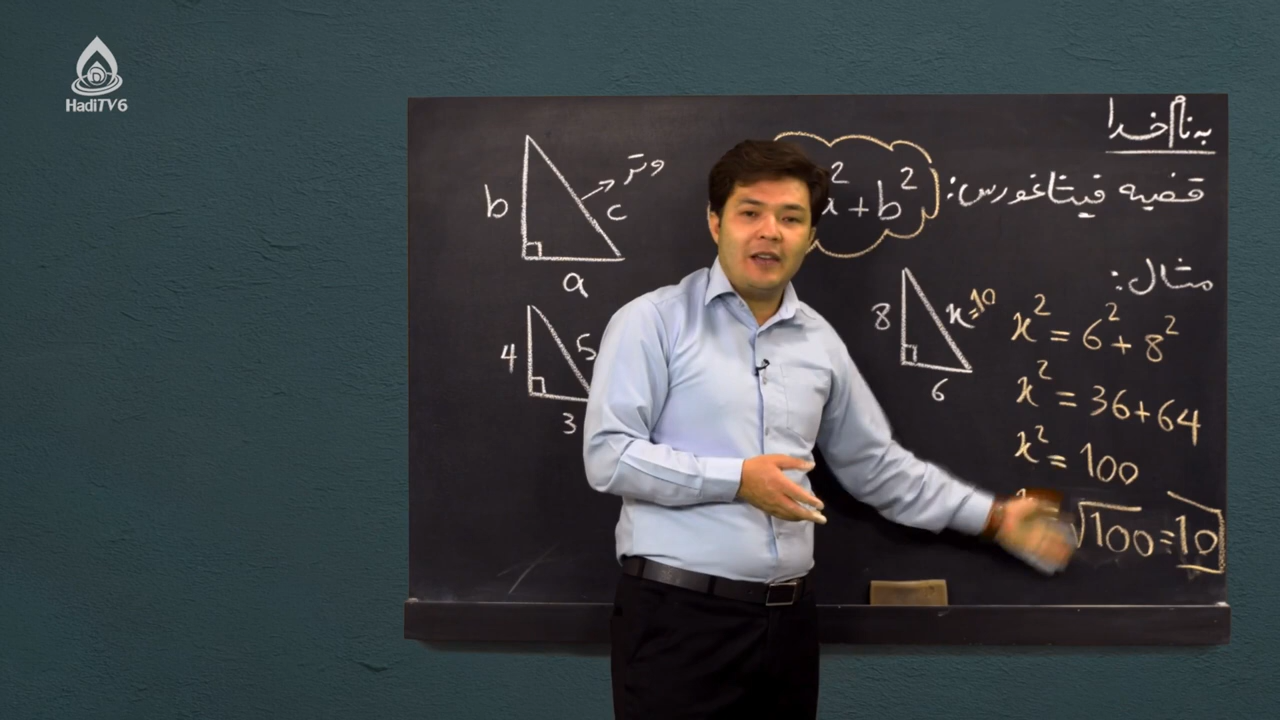 HadiTV6
به نام خدا
قضیه فیثاغورس:
² + b²
وتر
b
c
a
مثال:
4
5
3
8
x=10
6
x² = 6² + 8²
x² = 36+64
x² = 100
√100 = 10